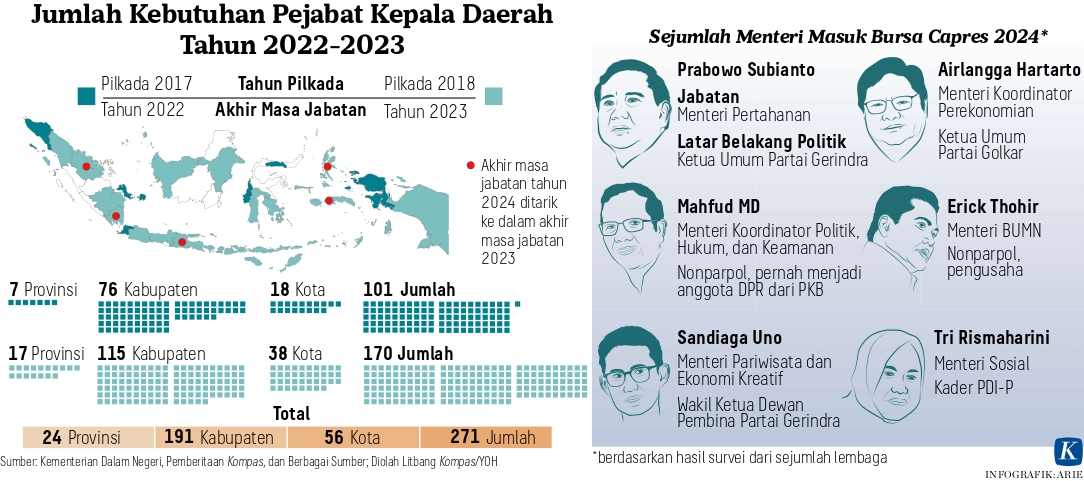 Jumlah Kebutuhan Pejabat Kepala Daerah
Tahun 2022-2023
Pilkada 2017
Tahun Pilkada
Pilkada 2018
Tahun 2022
Akhir Masa Jabatan
Tahun 2023
Akhir masa
jabatan tahun
2024 ditarik
ke dalam akhir
masa jabatan
2023
7 Provinsi
76 Kabupaten
18 Kota
101 Jumlah
17 Provinsi
115 Kabupaten
38 Kota
170 Jumlah
Total
24 Provinsi
191 Kabupaten
56 Kota
271 Jumlah
Sumber: Kementerian Dalam Negeri, Pemberitaan Kompas, dan Berbagai Sumber; Diolah Litbang Kompas/YOH
Sejumlah Menteri Masuk Bursa Capres 2024*
Prabowo Subianto
Jabatan
Menteri Pertahanan
Latar Belakang Politik
Ketua Umum Partai Gerindra
Airlangga Hartarto
Menteri Koordinator
Perekonomian
Ketua Umum
Partai Golkar
Mahfud MD
Menteri Koordinator Politik,
Hukum, dan Keamanan
Nonparpol, pernah menjadi
anggota DPR dari PKB
Erick Thohir
Menteri BUMN
Nonparpol,
pengusaha
Sandiaga Uno
Menteri Pariwisata dan
Ekonomi Kreatif
Wakil Ketua Dewan
Pembina Partai Gerindra
Tri Rismaharini
Menteri Sosial
Kader PDI-P
*berdasarkan hasil survei dari sejumlah lembaga
K
INFOGRAFIK: ARIE